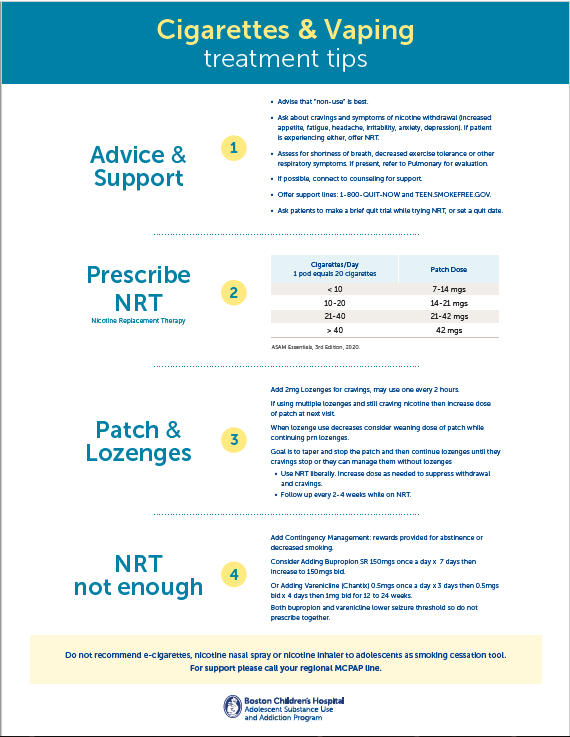 Cigarettes & Vaping
treatment tips
Advice &
Support
1
• Advise that "non-use" is best.
• Ask about cravings and symptoms of nicotine withdrawal (increased
appetite, fatigue, headache, irritability, anxiety, depression). If patient
is experiencing either, offer NRT.
• Assess for shortness of breath, decreased exercise tolerance or other
respiratory symptoms. If present, refer to Pulmonary for evaluation.
• If possible, connect to counseling for support.
• Offer support lines: 1-800-QUIT-NOW and TEEN.SMOKEFREE.GOV.
• Ask patients to make a brief quit trial while trying NRT, or set a quit date.
Prescribe
NRT
Nicotine Replacement Therapy
2
Cigarettes/Day
1 pod equals 20 cigarettes
Patch Dose
< 10 7-14 mgs
10-20 14-21 mgs
21-40 21-42 mgs
> 40 42 mgs
ASAM Essentials, 3rd Edition, 2020.
Patch &
Lozenges
3
Add 2mg Lozenges for cravings, may use one every 2 hours.
If using multiple lozenges and still craving nicotine then increase dose
of patch at next visit.
When lozenge use decreases consider weaning dose of patch while
continuing prn lozenges.
Goal is to taper and stop the patch and then continue lozenges until they
cravings stop or they can manage them without lozenges
• Use NRT liberally. Increase dose as needed to suppress withdrawal
and cravings.
• Follow up every 2-4 weeks while on NRT.
NRT
not enough
4
Add Contingency Management: rewards provided for abstinence or
decreased smoking.
Consider Adding Bupropion SR 150mgs once a day x 7 days then
increase to 150mgs bid.
Or Adding Varenicline (Chantix) 0.5mgs once a day x 3 days then 0.5mgs
bid x 4 days then 1mg bid for 12 to 24 weeks.
Both bupropion and varenicline lower seizure threshold so do not
prescribe together.
Do not recommend e-cigarettes, nicotine nasal spray or nicotine inhaler to adolescents as smoking cessation tool.
For support please call your regional MCPAP line.
Boston Children's Hospital
Adolescent Substance Use
and Addiction Program